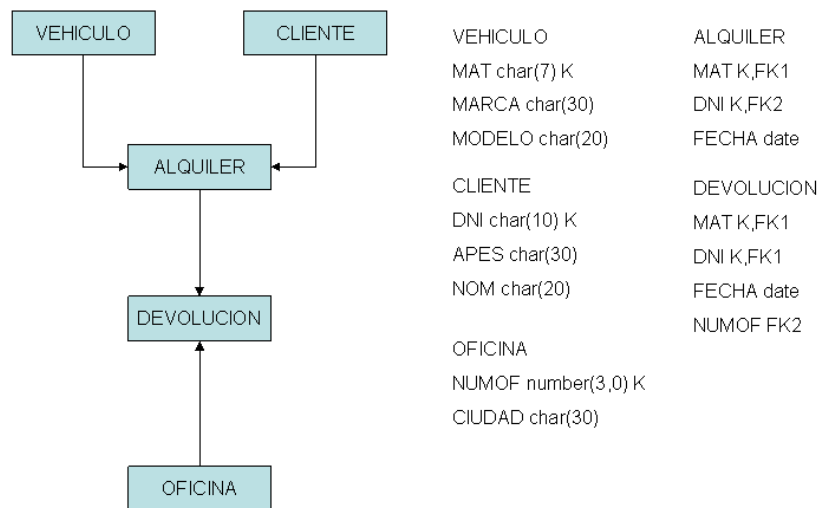 VEHICULO
CLIENTE
ALQUILER
DEVOLUCION
OFICINA
VEHICULO
MAT char(7) K
MARCA char(30)
MODELO char(20)
CLIENTE
DNI char(10) K
APES char(30)
NOM char(20)
OFICINA
NUMOF number(3,0) K
CIUDAD char(30)
ALQUILER
MAT K,FK1
DNI K,FK2
FECHA date
DEVOLUCION
MAT K,FK1
DNI K,FK1
FECHA date
NUMOF FK2